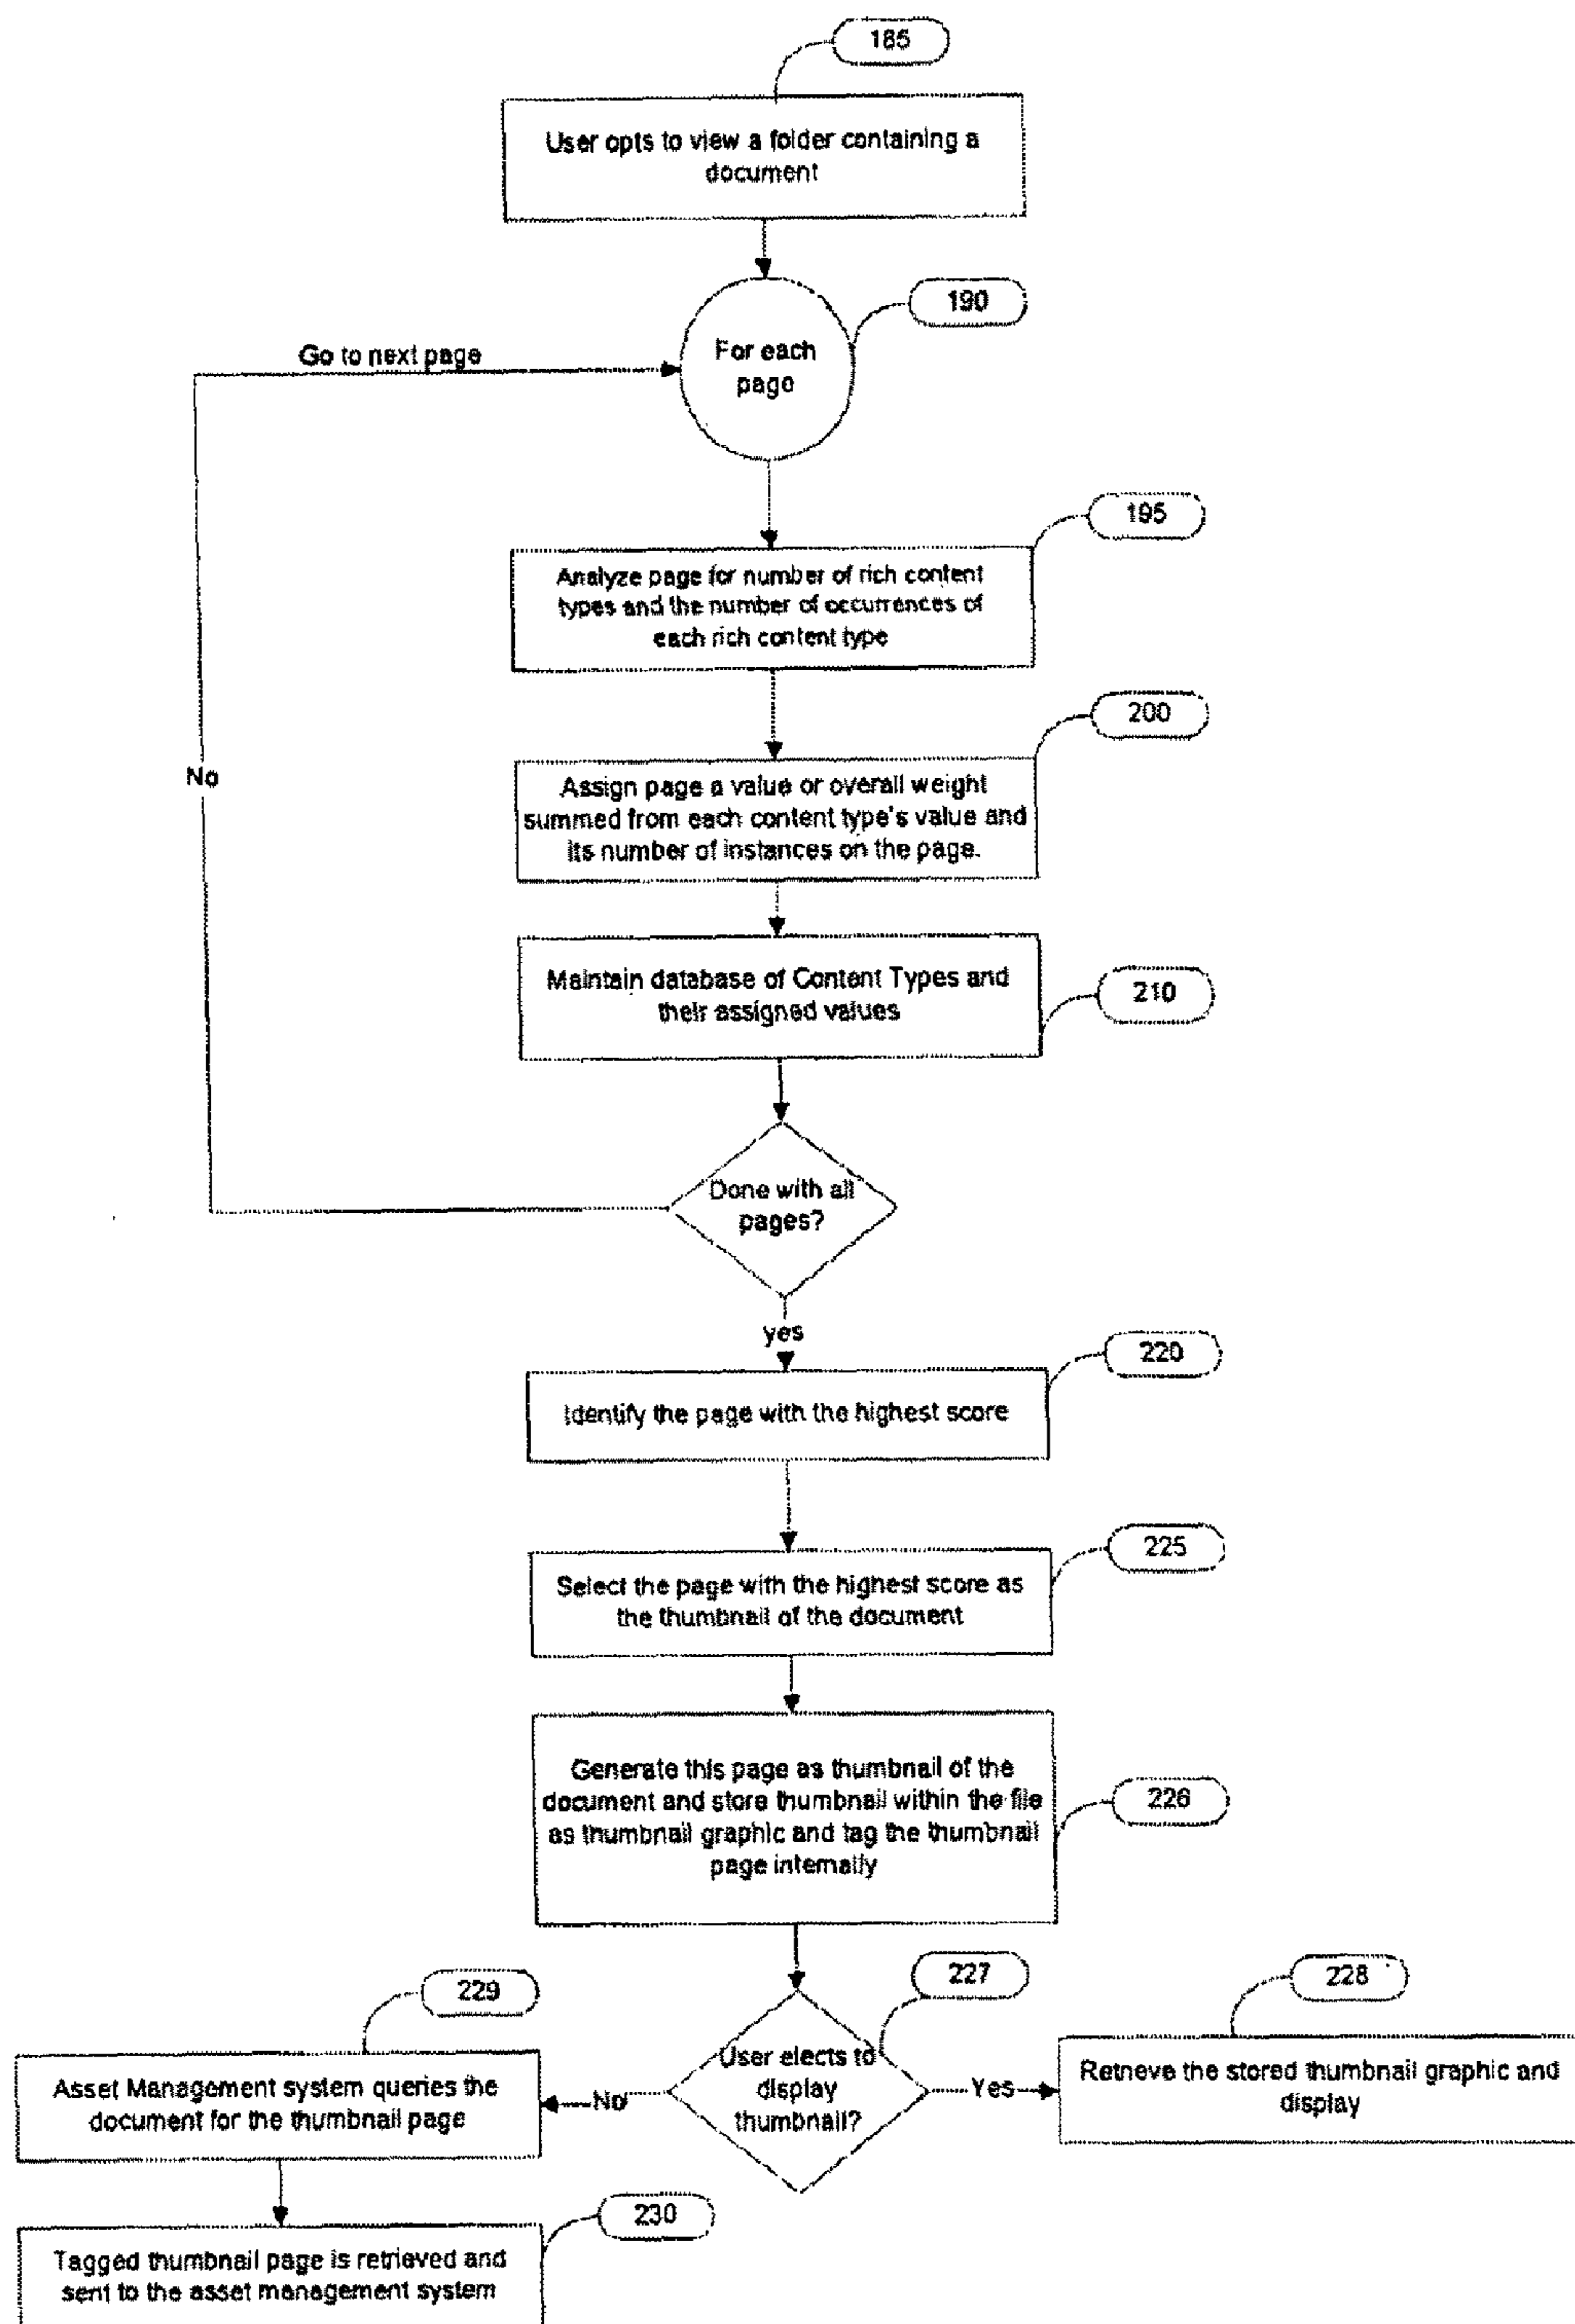 185
User opts to view a folder containing a
document
190
For each
page
Go to next page
195
Analyze page for number of rich content
types and the number of occurrences of
each rich content type
200
Assign page a value or overall weight
summed from each content type's value and
its number of instances on the page.
No
Maintain database of Content Types and
their assigned values
210
Done with all
pages?
yes
220
Identify the page with the highest score
225
Select the page with the highest score as
the thumbnail of the document
Generate this page as thumbnail of the
document and store thumbnail within the file
as thumbnail graphic and tag the thumbnail
page internally
226
227
228
229
User elects to
display
thumbnail?
Yes
No
Retrieve the stored thumbnail graphic and
display
Asset Management system queries the
document for the thumbnail page
230
Tagged thumbnail page is retrieved and
sent to the asset management system